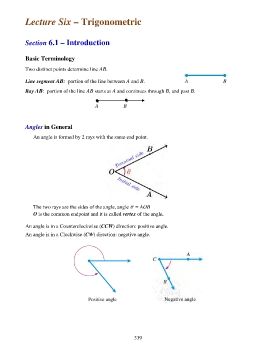 Lecture Six – Trigonometric
Section 6.1 – Introduction
Basic Terminology
Two distinct points determine line AB.
Line segment AB: portion of the line between A and B.
A B
Ray AB: portion of the line AB starts at A and continues through B, and past B.
A B
Angles in General
An angle is formed by 2 rays with the same end point.
B
Terminal side
O θ
Initial side
A
The two rays are the sides of the angle, angle θ = AOB
O is the common endpoint and it is called vertex of the angle.
An angle is in a Counterclockwise (CCW) direction: positive angle.
An angle is in a Clockwise (CW) direction: negative angle.
A
C
B
Positive angle
Negative angle